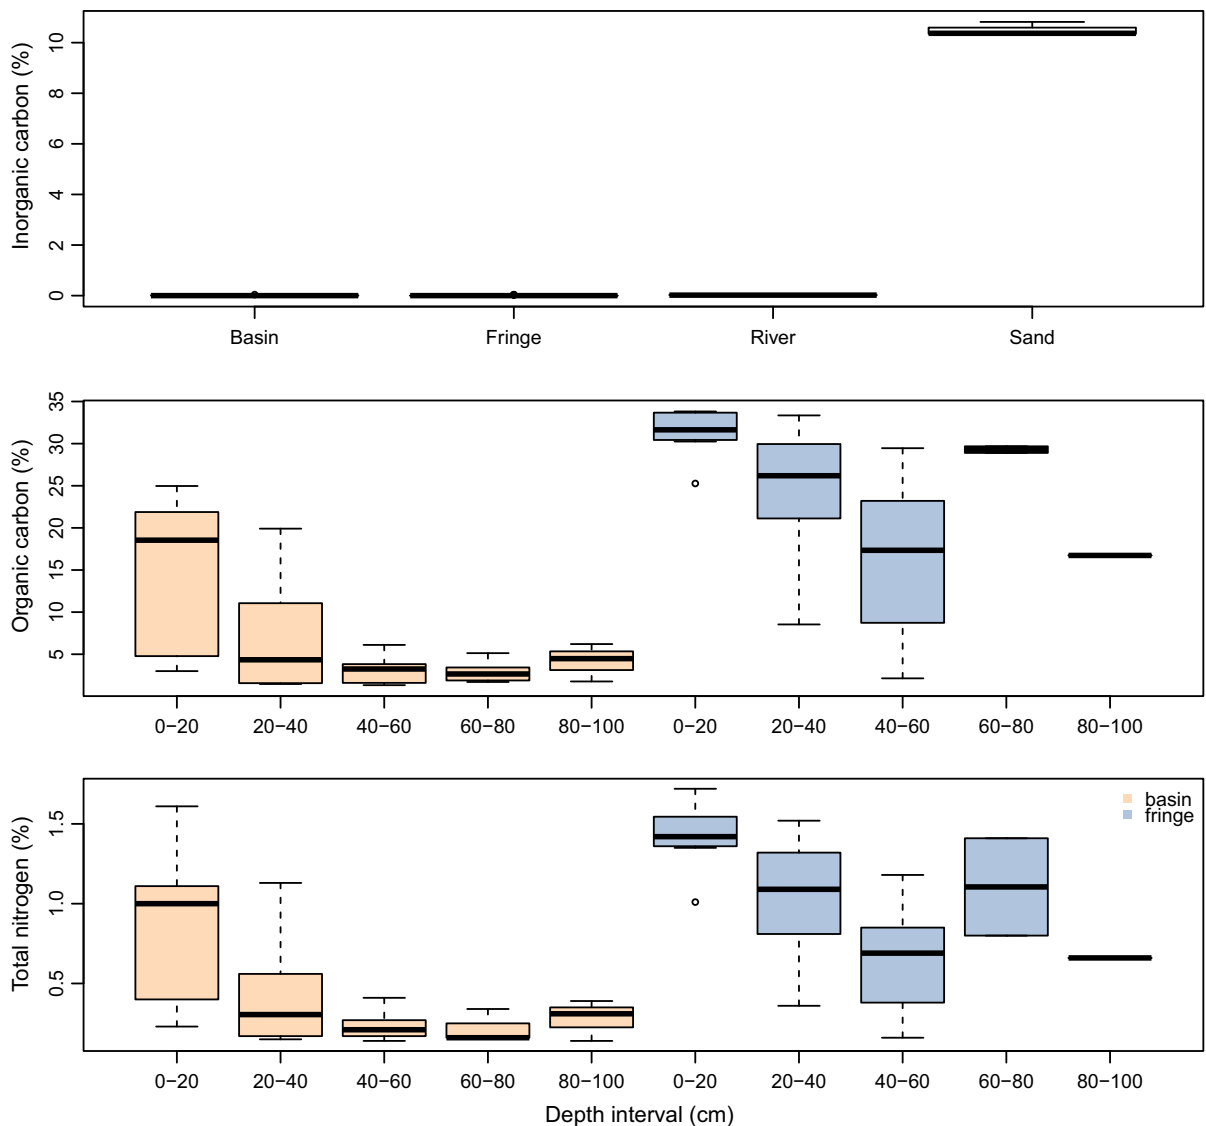 Inorganic carbon (%)
10
8
6
4
2
0
Basin Fringe River Sand
Organic carbon (%)
35
30
25
20
15
10
5
0−20 20−40 40−60 60−80 80−100 0−20 20−40 40−60 60−80 80−100
Total nitrogen (%)
1.5
1.0
0.5
basin
fringe
0−20 20−40 40−60 60−80 80−100 0−20 20−40 40−60 60−80 80−100
Depth interval (cm)